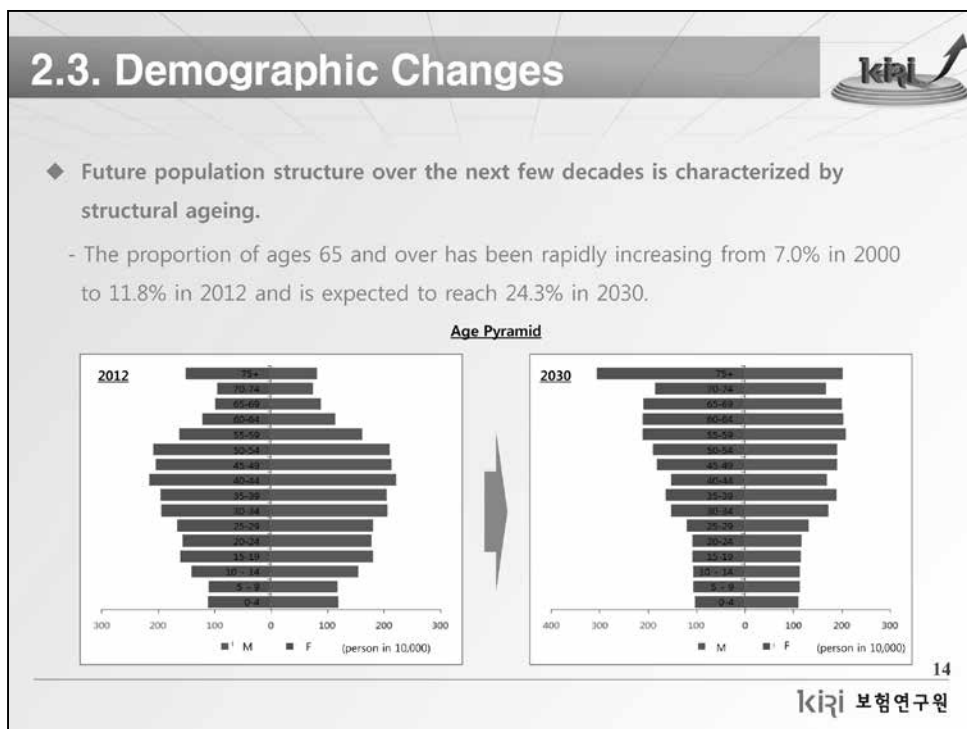 2.3. Demographic Changes
kiri
◆ Future population structure over the next few decades is characterized by
structural ageing.
- The proportion of ages 65 and over has been rapidly increasing from 7.0% in 2000
to 11.8% in 2012 and is expected to reach 24.3% in 2030.
Age Pyramid
2012
75+
70-74
65-69
60-64
55-59
50-54
45-49
40-44
35-39
30-34
25-29
20-24
15-19
10 - 14
5 - 9
0-4
300 200 100 0 100 200 300
M F (person in 10,000)
2030
75+
70-74
65-69
60-64
55-59
50-54
45-49
40-44
35-39
30-34
25-29
20-24
15-19
10 - 14
5 - 9
0-4
400 300 200 100 0 100 200 300
M F (person in 10,000)
14
kiri 보험연구원